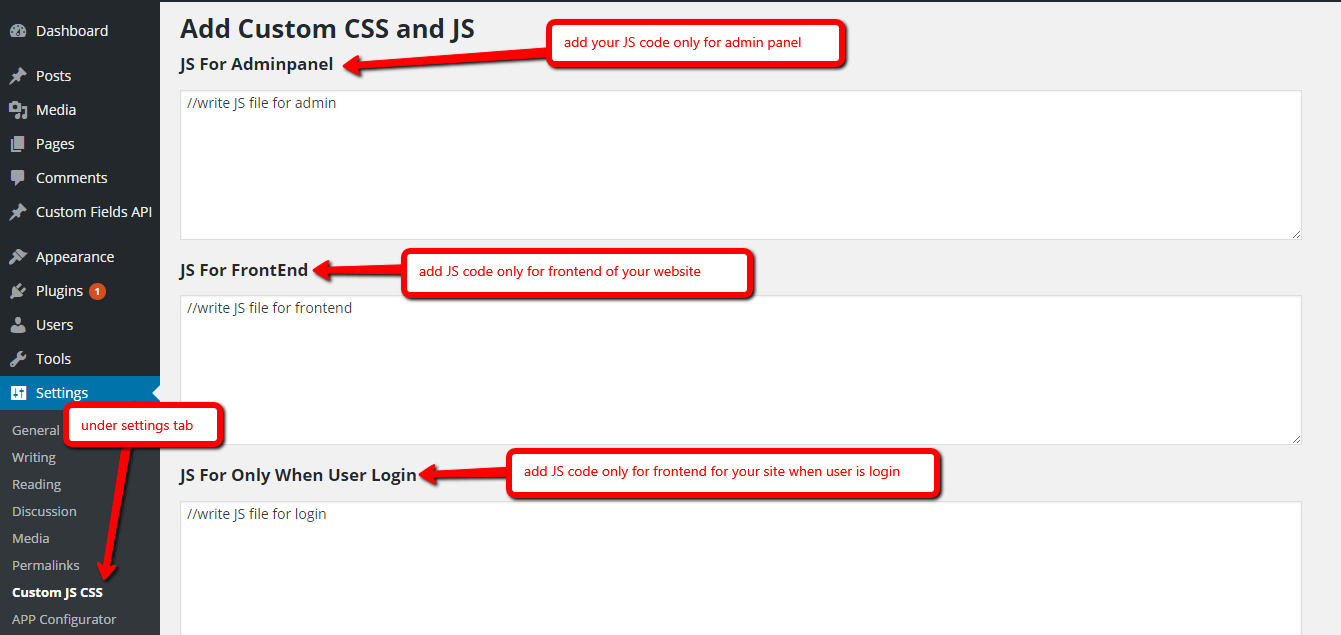 Dashboard
Posts
Media
Pages
Comments
Custom Fields API
Appearance
Plugins 1
Users
Tools
Settings
under settings tab
General
Writing
Reading
Discussion
Media
Permalinks
Custom JS CSS
APP Configurator
Add Custom CSS and JS
add your JS code only for admin panel
JS For Adminpanel
//write JS file for admin
JS For FrontEnd
add JS code only for frontend of your website
//write JS file for frontend
JS For Only When User Login
add JS code only for frontend for your site when user is login
//write JS file for login